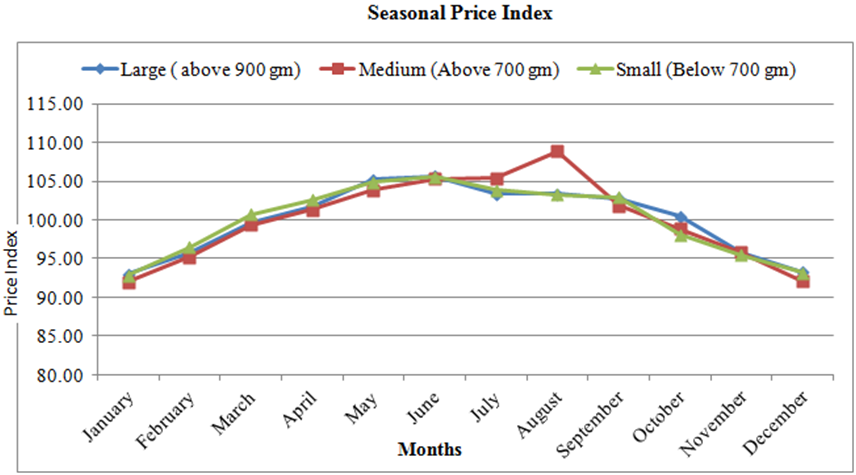 Seasonal Price Index
Large ( above 900 gm) Medium (Above 700 gm) Small (Below 700 gm)
115.00
110.00
105.00
100.00
95.00
90.00
85.00
80.00
Price Index
January February March April May June July August September October November December
Months